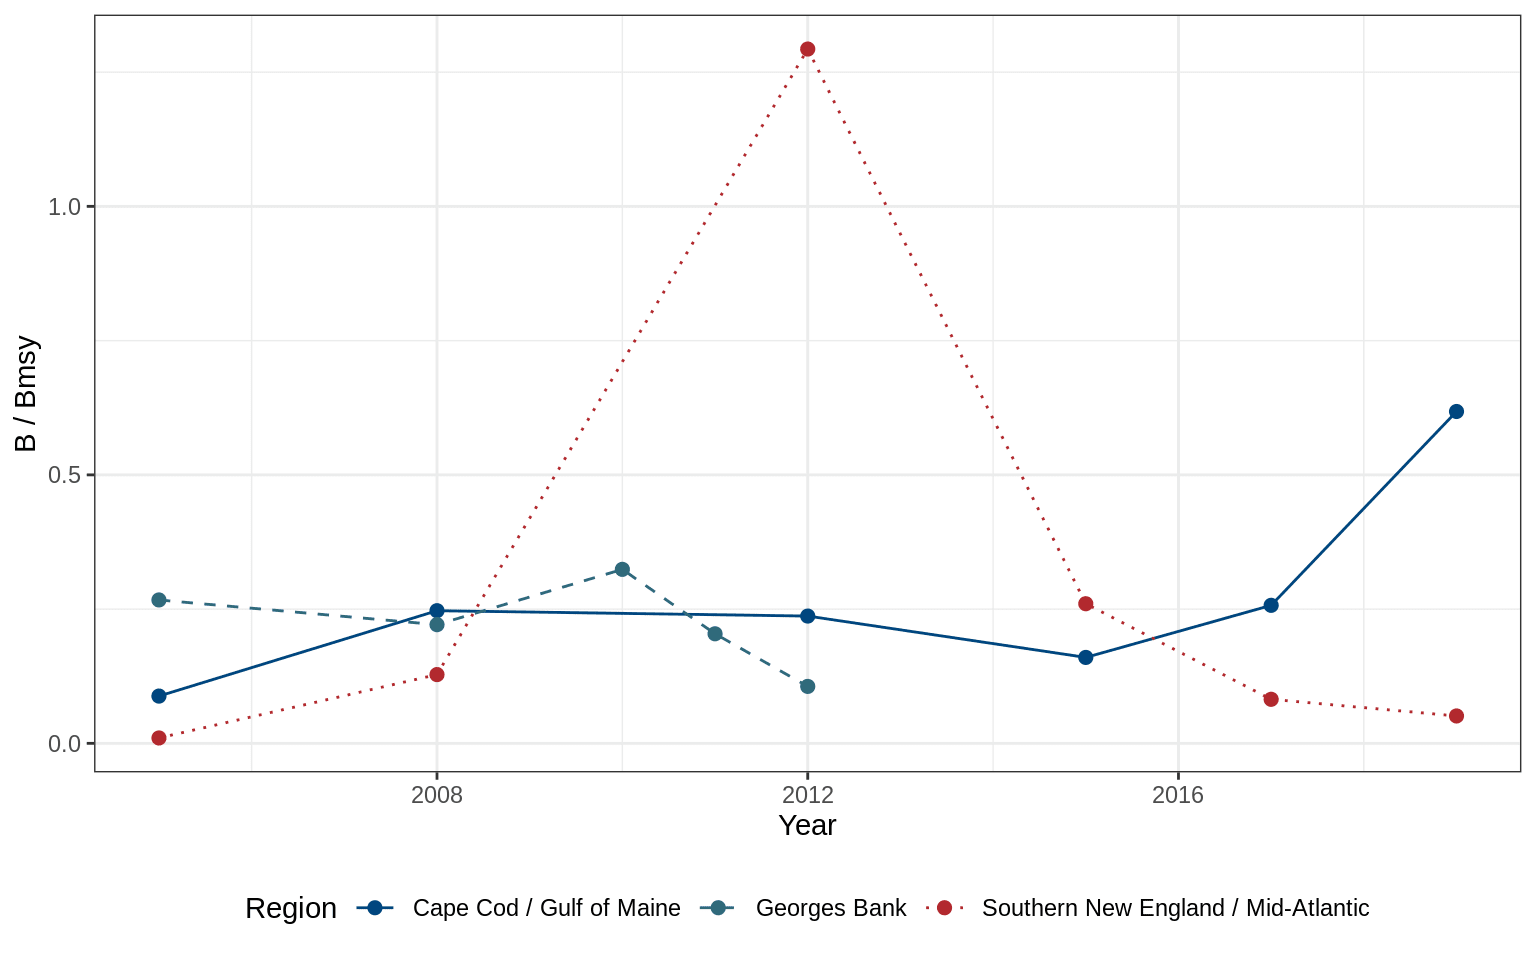 B / Bmsy
1.0
0.5
0.0
2008 2012 2016
Year
Region Cape Cod / Gulf of Maine Georges Bank Southern New England / Mid-Atlantic